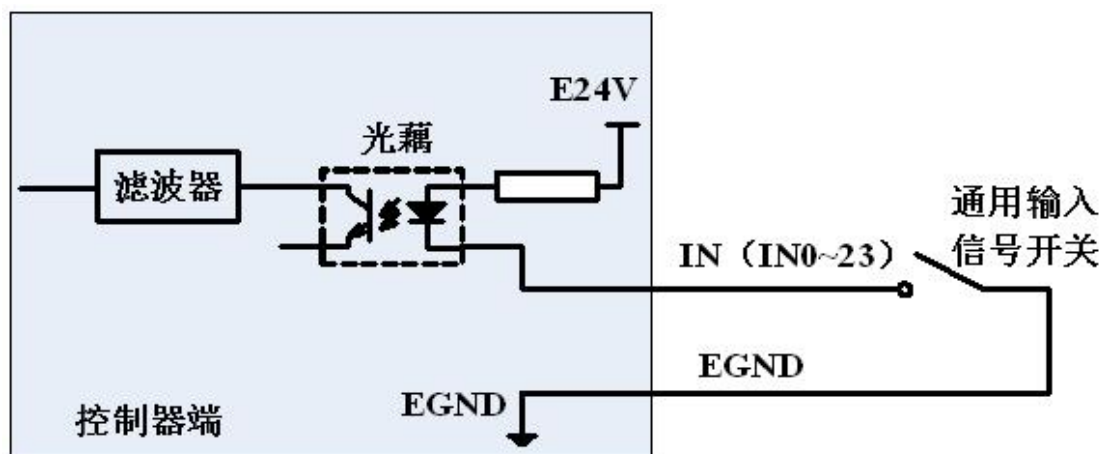 E24V
光藕
滤波器
通用输入
信号开关
IN（IN0~23）
EGND
EGND
控制器端